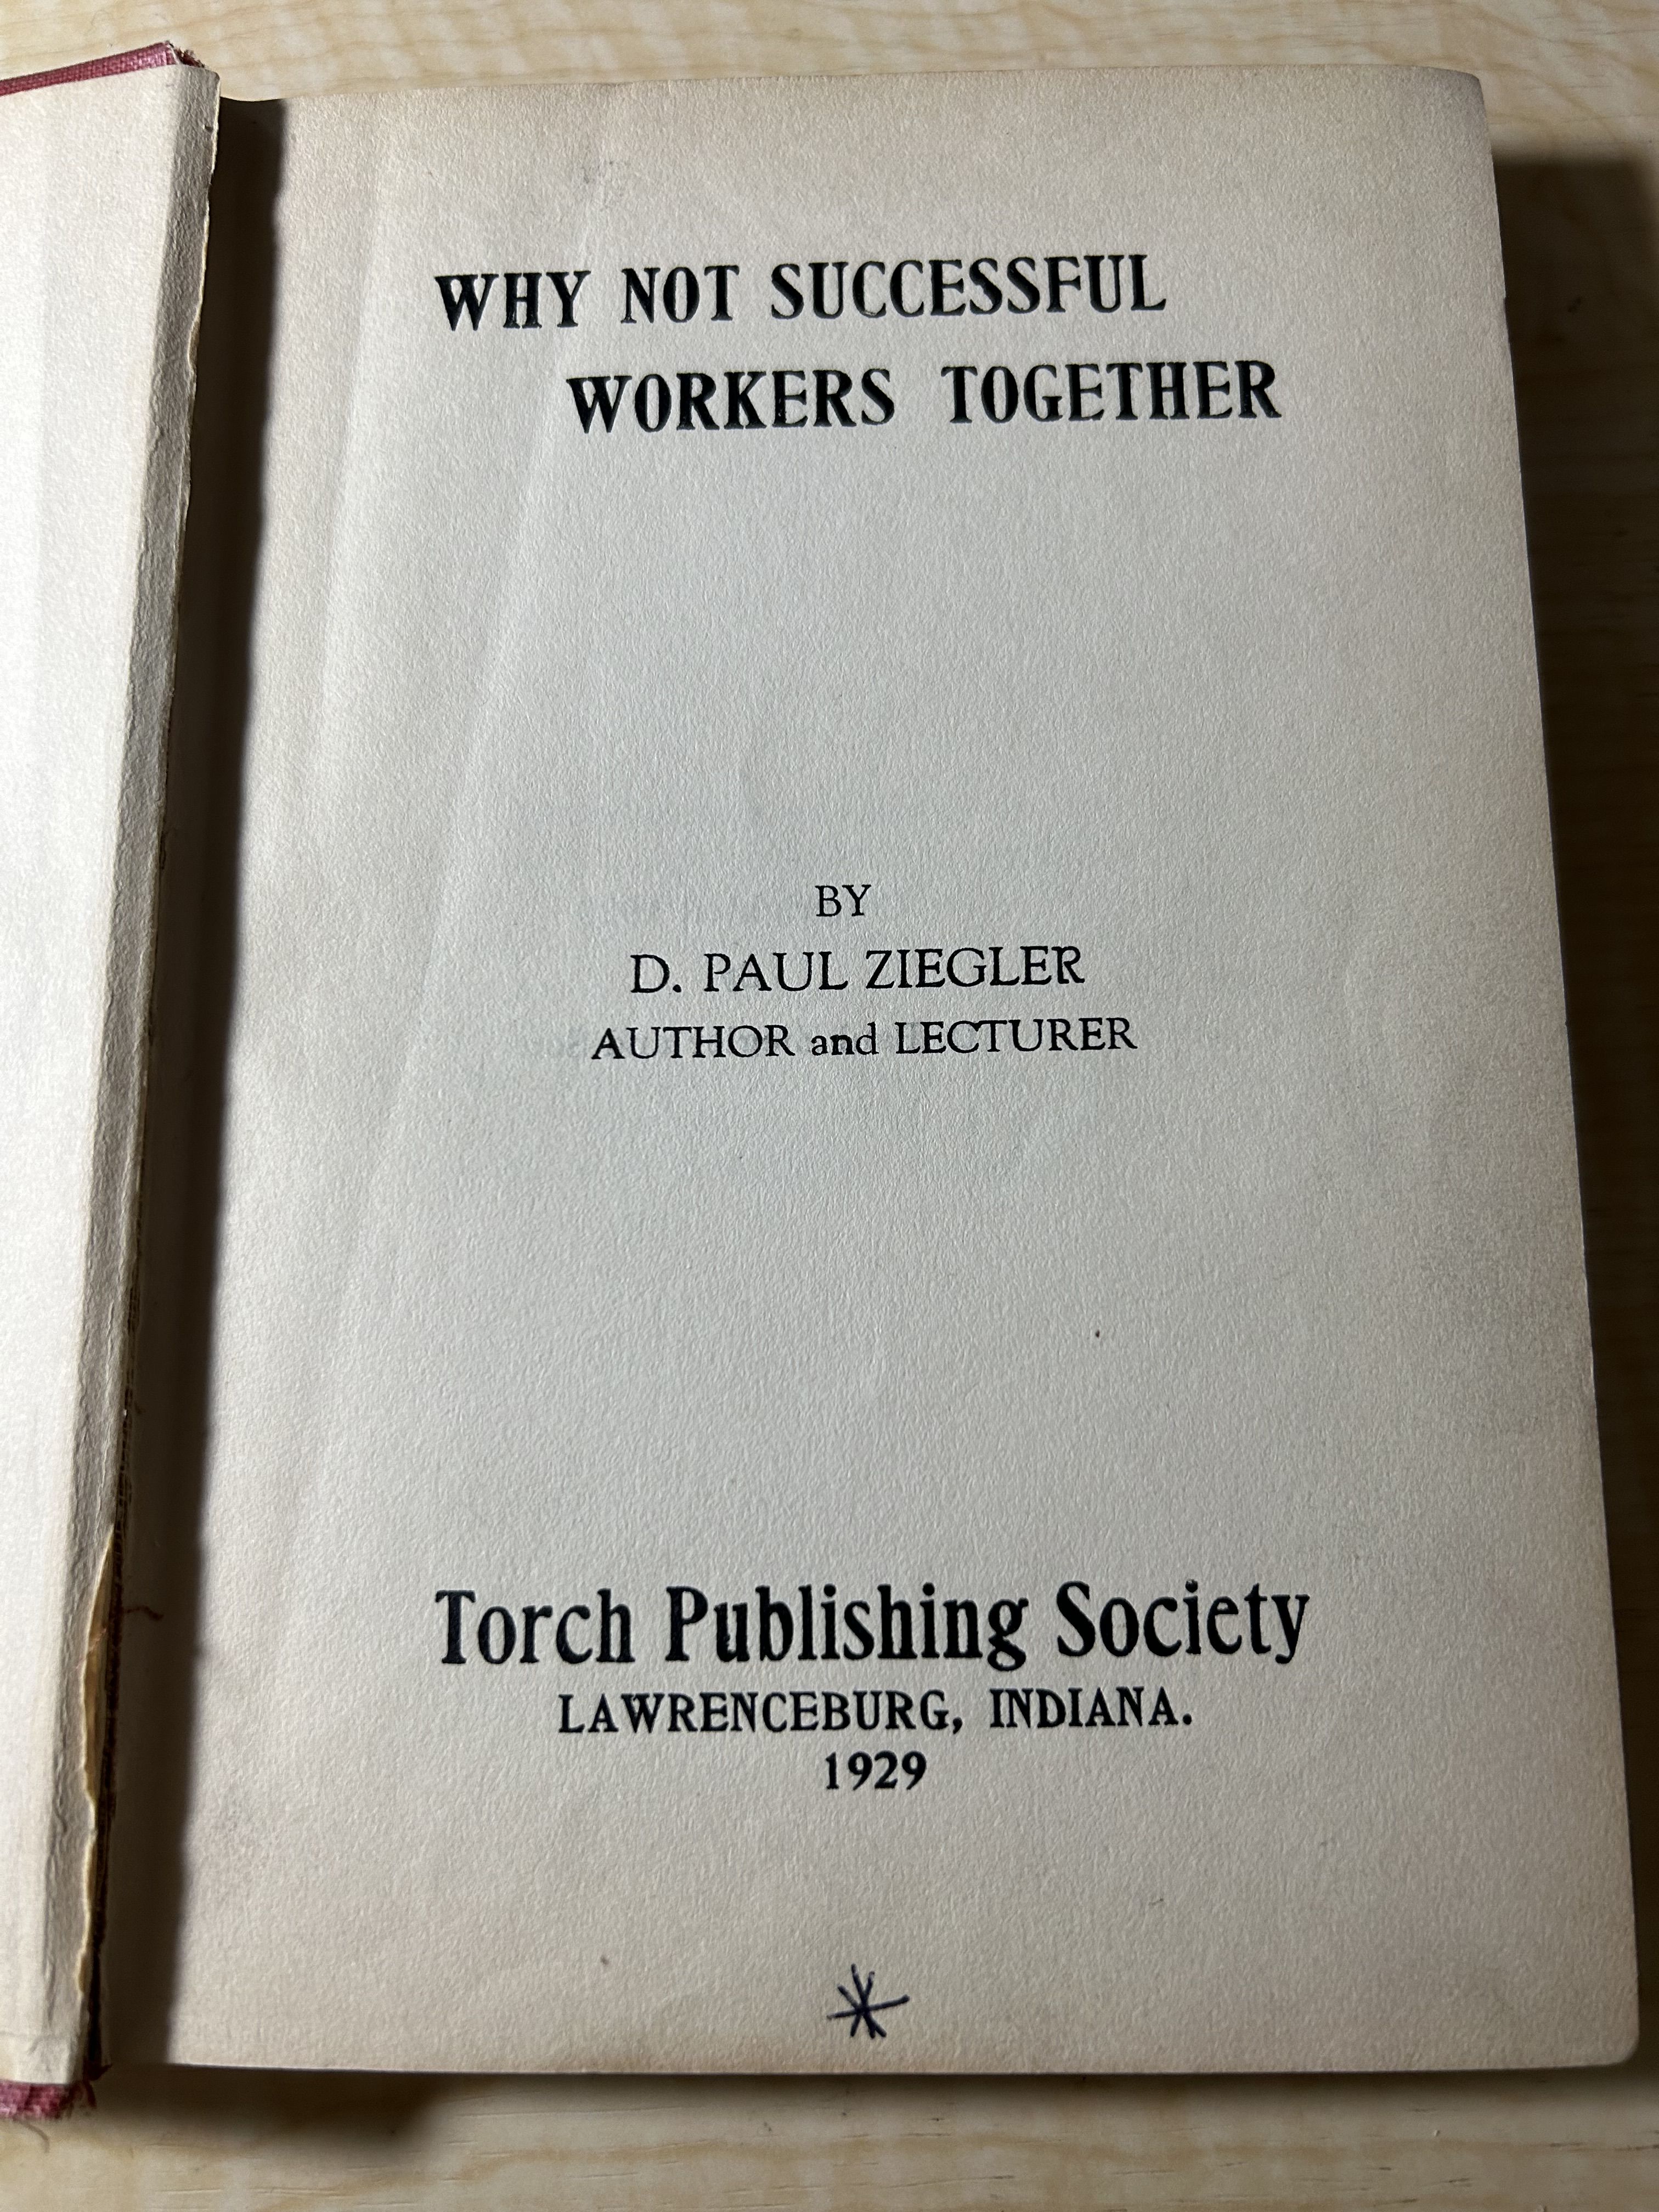 WHY NOT SUCCESSFUL
WORKERS TOGETHER
BY
D. PAUL ZIEGLER
AUTHOR and LECTURER
Torch Publishing Society
LAWRENCEBURG, INDIANA.
1929